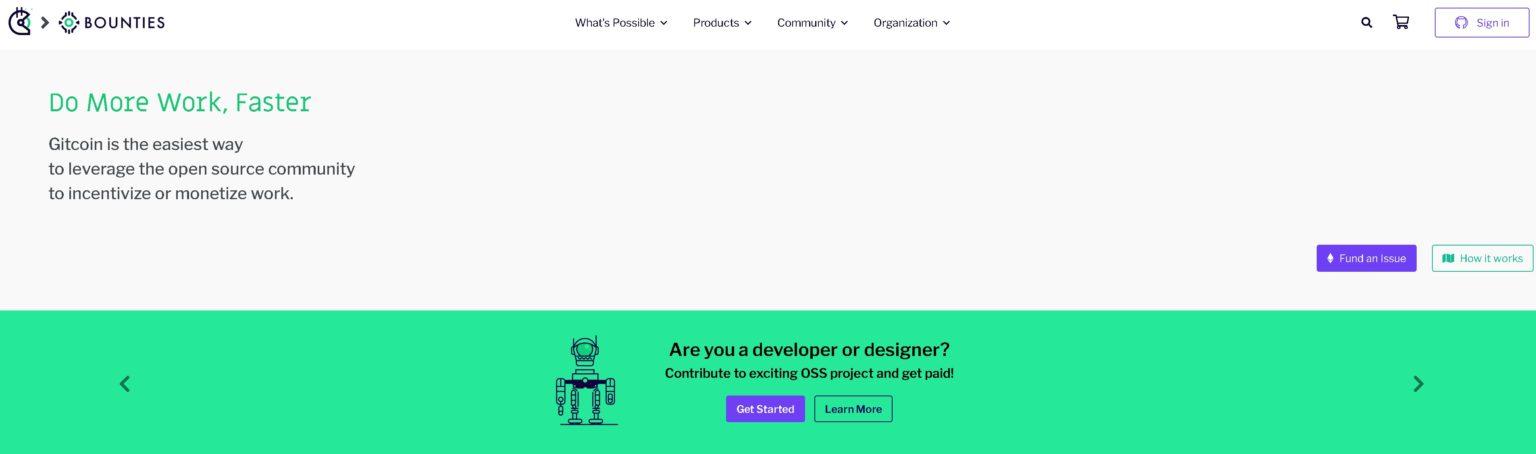 BOUNTIES
What's Possible
Products
Community
Organization
Sign in
Do More Work, Faster
Gitcoin is the easiest way
to leverage the open source community
to incentivize or monetize work.
Fund an Issue
How it works
Are you a developer or designer?
Contribute to exciting OSS project and get paid!
Get Started
Learn More